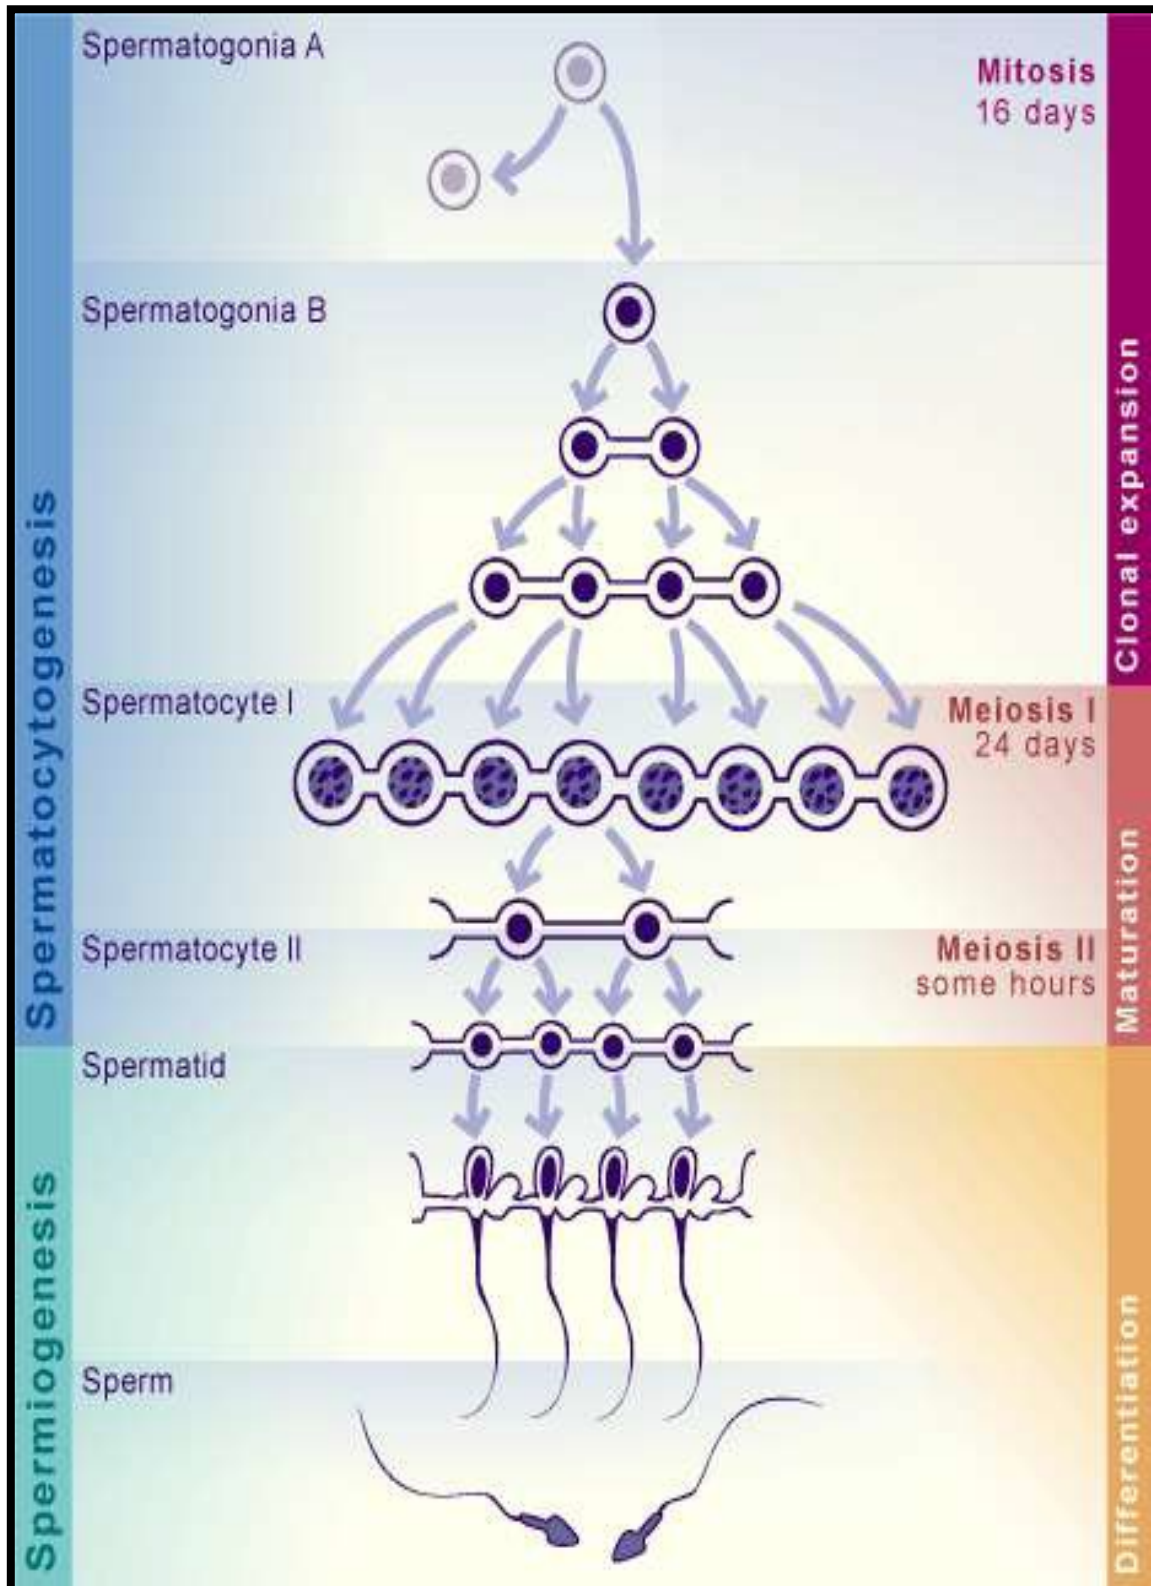 Spermatogonia A
Mitosis
16 days
Spermatogonia B
Clonal expansion
Spermatocytogenesis
Spermatocyte I
Meiosis I
24 days
Maturation
Spermatocyte II
Meiosis II
some hours
Spermatid
Spermiogenesis
Differentiation
Sperm